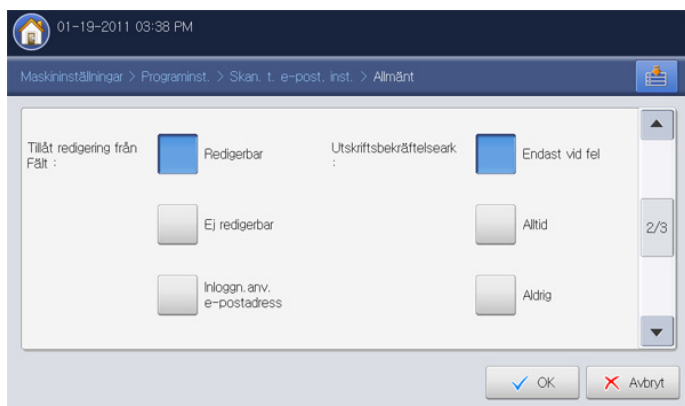 01-19-2011 03:38 PM
Maskininställningar > Programinst. > Skan. t. e-post. inst. > Allmänt
Tillåt redigering från
Fält :
Redigerbar
Utskriftsbekräftelseark
:
Endast vid fel
Ej redigerbar
Alltid
2/3
Inloggn.anv.
e-postadress
Aldrig
OK
Avbryt